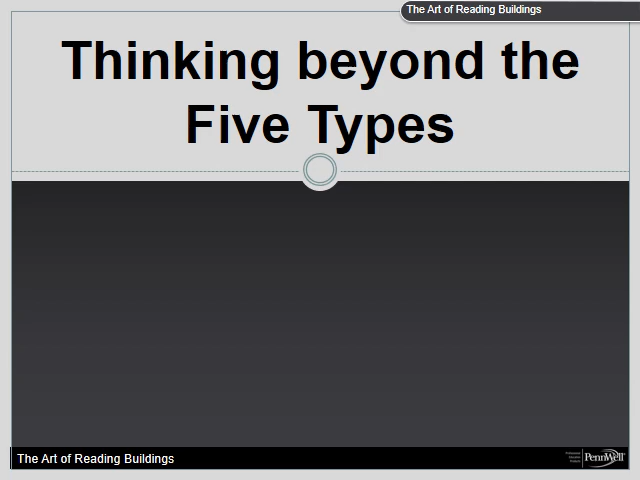 The Art of Reading Buildings
Thinking beyond the
Five Types
The Art of Reading Buildings
PennWell